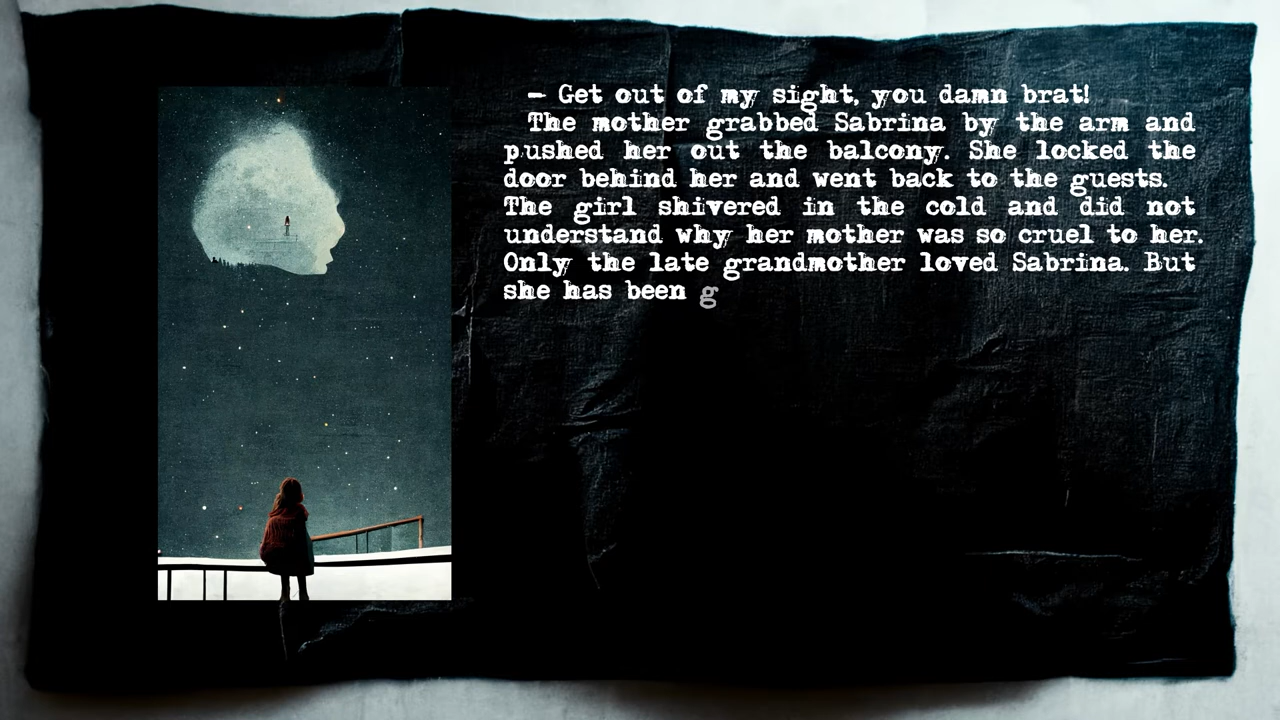 – Get out of my sight, you damn brat!
The mother grabbed Sabrina by the arm and
pushed her out the balcony. She locked the
door behind her and went back to the guests.
The girl shivered in the cold and did not
understand why her mother was so cruel to her.
Only the late grandmother loved Sabrina. But
she has been g